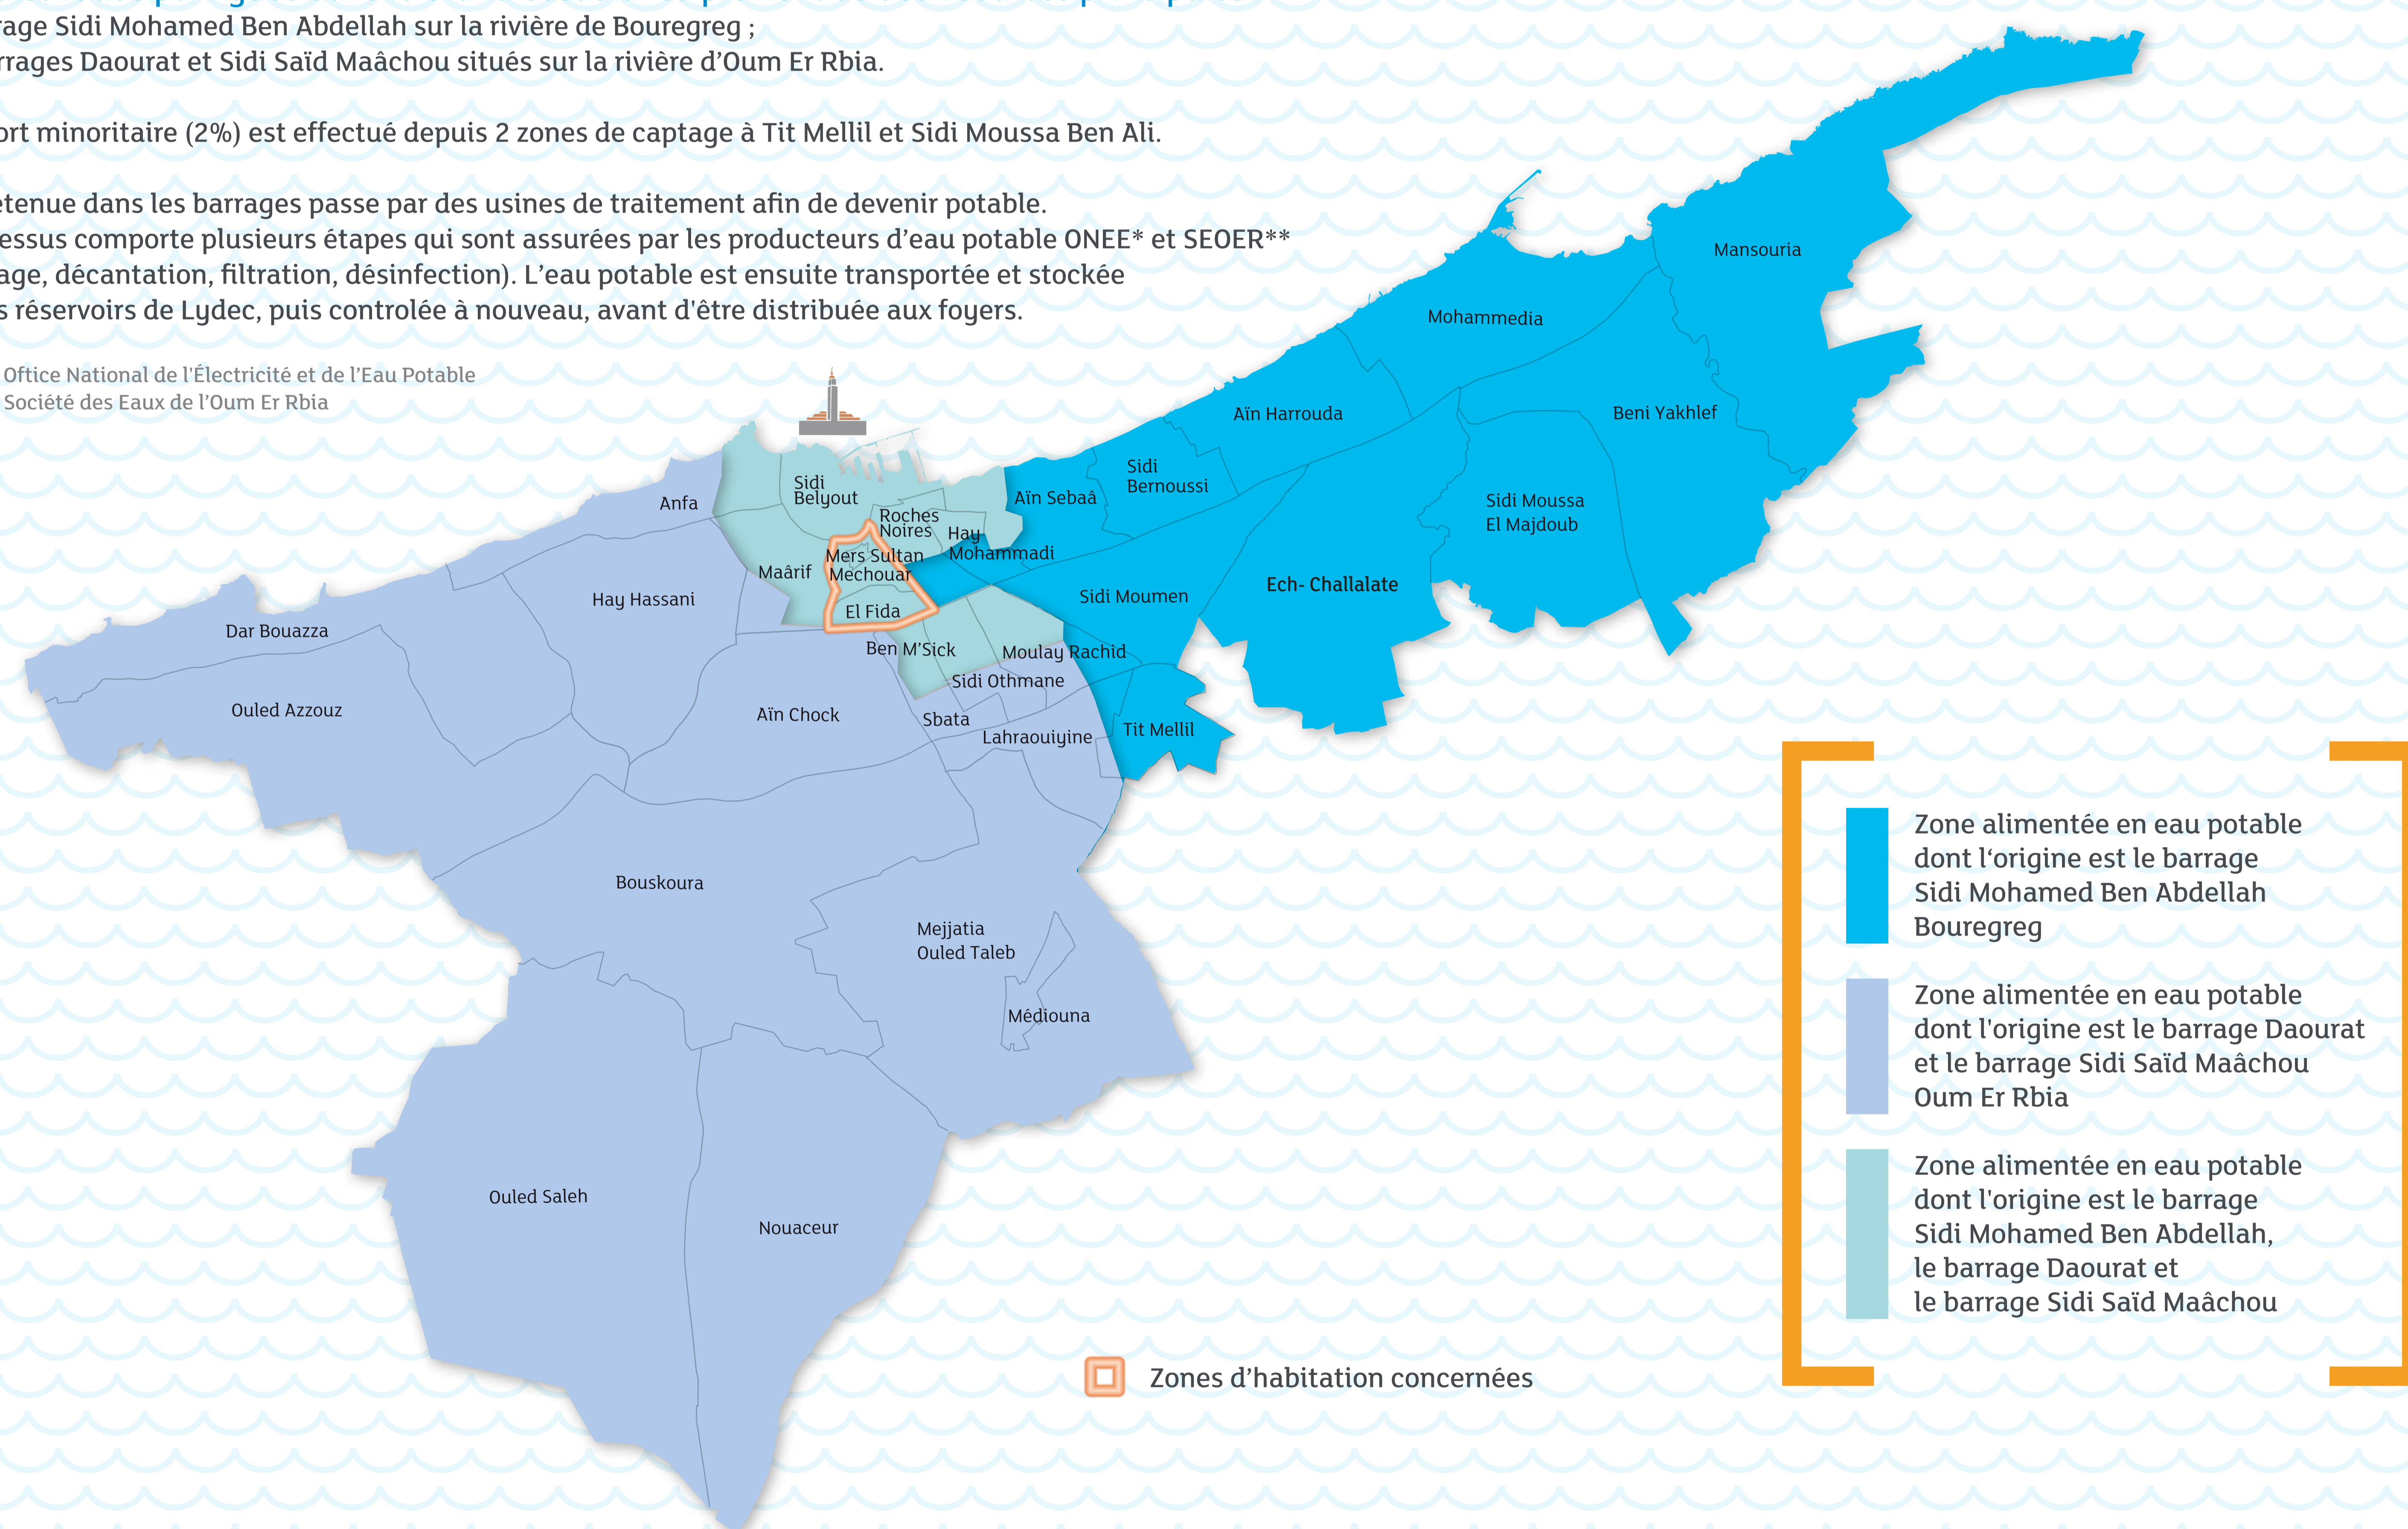 rage Sidi Mohamed Ben Abdellah sur la rivière de Bouregreg ;
rrages Daourat et Sidi Saïd Maâchou situés sur la rivière d’Oum Er Rbia.
ort minoritaire (2%) est effectué depuis 2 zones de captage à Tit Mellil et Sidi Moussa Ben Ali.
etenue dans les barrages passe par des usines de traitement afin de devenir potable.
essus comporte plusieurs étapes qui sont assurées par les producteurs d’eau potable ONEE* et SEOER**
age, décantation, filtration, désinfection). L’eau potable est ensuite transportée et stockée
s réservoirs de Lydec, puis controlée à nouveau, avant d'être distribuée aux foyers.
Oftice National de l'Électricité et de l’Eau Potable
Société des Eaux de l’Oum Er Rbia
Mansouria
Mohammedia
Aïn Harrouda
Beni Yakhlef
Sidi
Bernoussi
Aïn Sebaâ
Sidi Moussa
El Majdoub
Anfa
Sidi
Belyout
Roches
Noires
Hay
Mohammadi
Mers Sultan
Mechouar
Maârif
El Fida
Hay Hassani
Sidi Moumen
Ech- Challalate
Dar Bouazza
Ben M’Sick
Moulay Rachid
Sidi Othmane
Ouled Azzouz
Aïn Chock
Sbata
Lahraouiyine
Tit Mellil
Bouskoura
Mejjatia
Ouled Taleb
Médiouna
Ouled Saleh
Nouaceur
Zone alimentée en eau potable
dont l‘origine est le barrage
Sidi Mohamed Ben Abdellah
Bouregreg
Zone alimentée en eau potable
dont l'origine est le barrage Daourat
et le barrage Sidi Saïd Maâchou
Oum Er Rbia
Zone alimentée en eau potable
dont l'origine est le barrage
Sidi Mohamed Ben Abdellah,
le barrage Daourat et
le barrage Sidi Saïd Maâchou
Zones d’habitation concernées